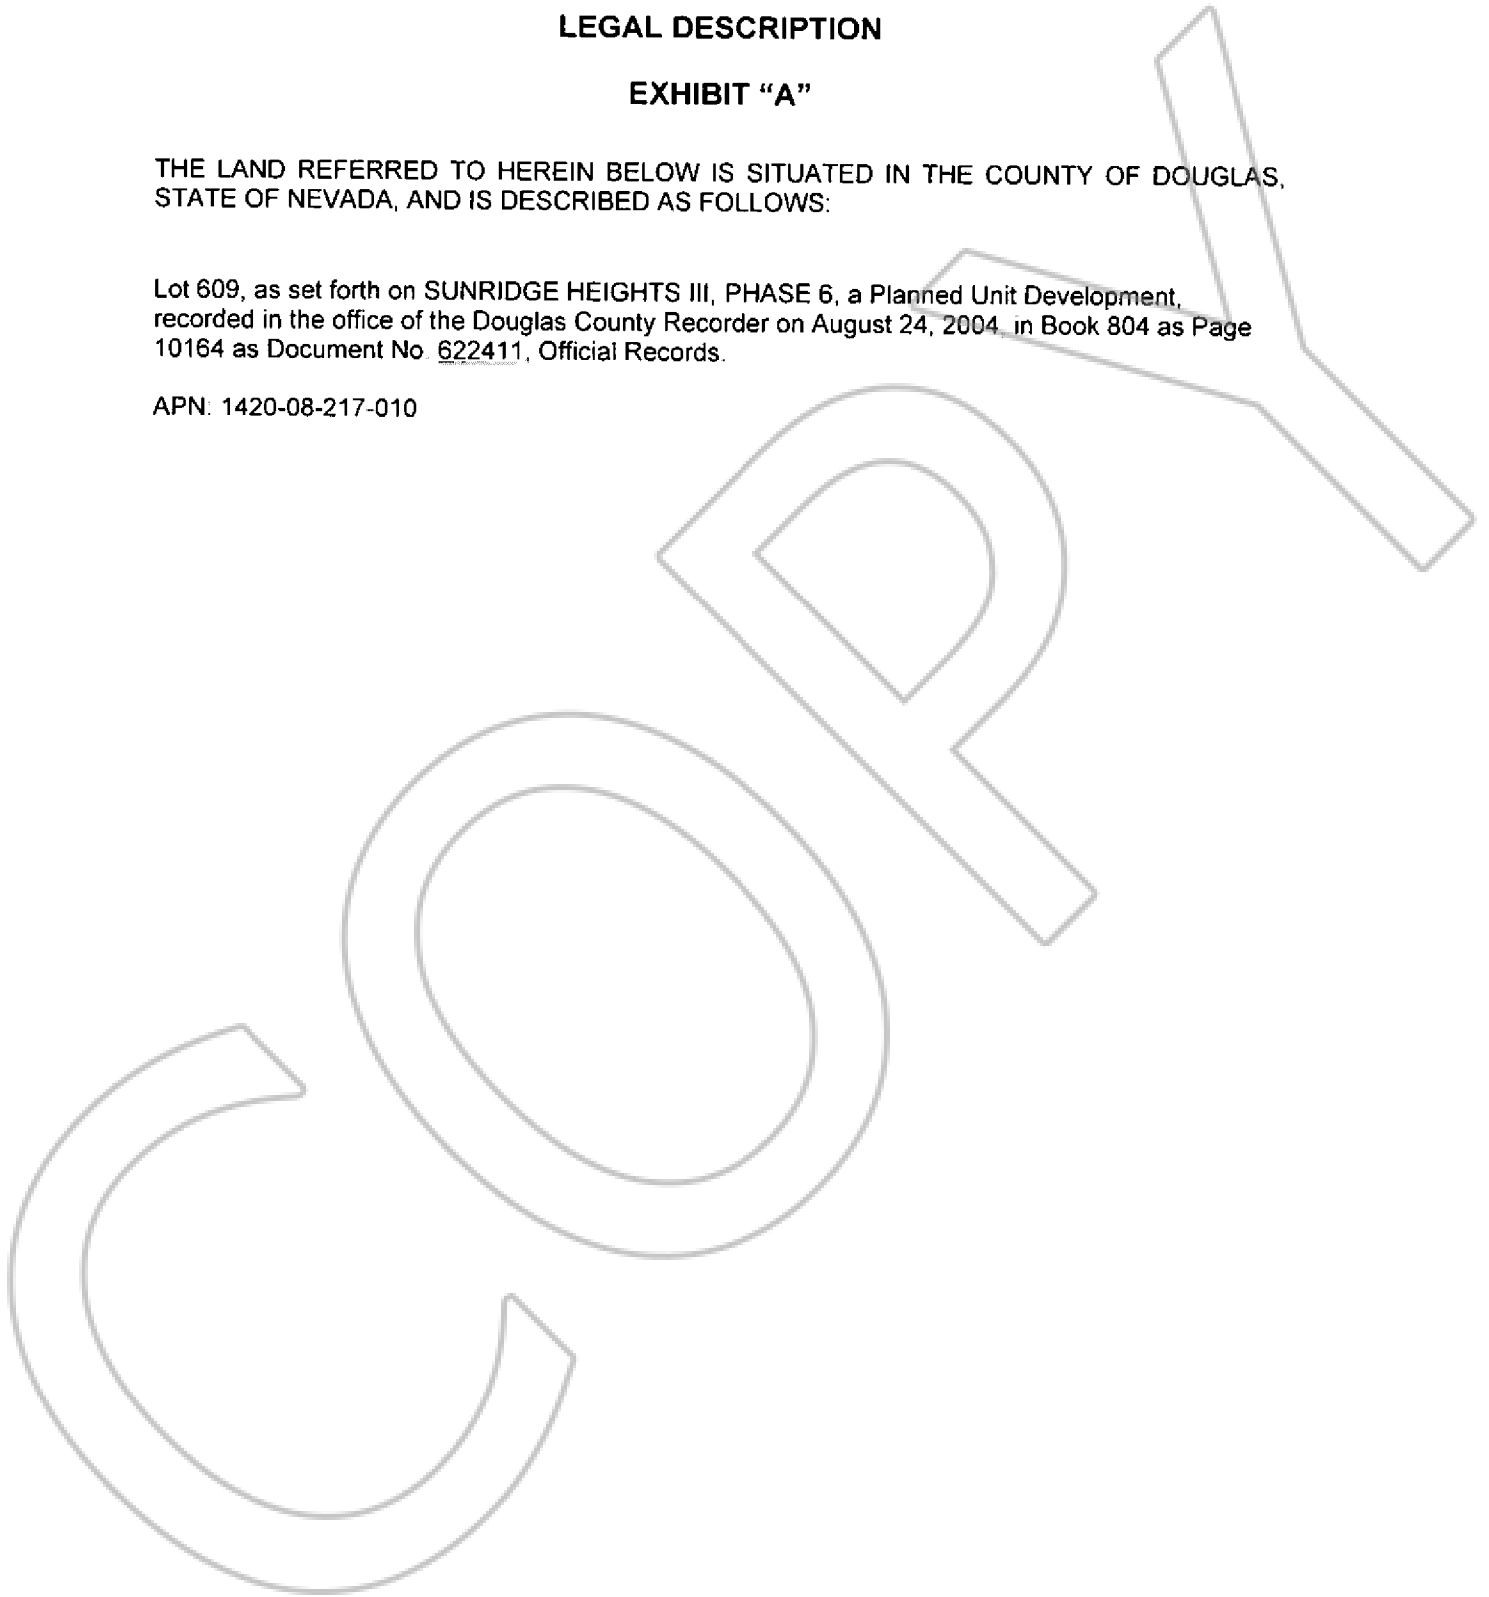 LEGAL DESCRIPTION
EXHIBIT “A”
THE LAND REFERRED TO HEREIN BELOW IS SITUATED IN THE COUNTY OF DOUGLAS,
STATE OF NEVADA, AND IS DESCRIBED AS FOLLOWS:
Lot 609, as set forth on SUNRIDGE HEIGHTS III, PHASE 6, a Planned Unit Development,
recorded in the office of the Douglas County Recorder on August 24, 2004, in Book 804 as Page
10164 as Document No. 622411, Official Records.
APN: 1420-08-217-010
COPY